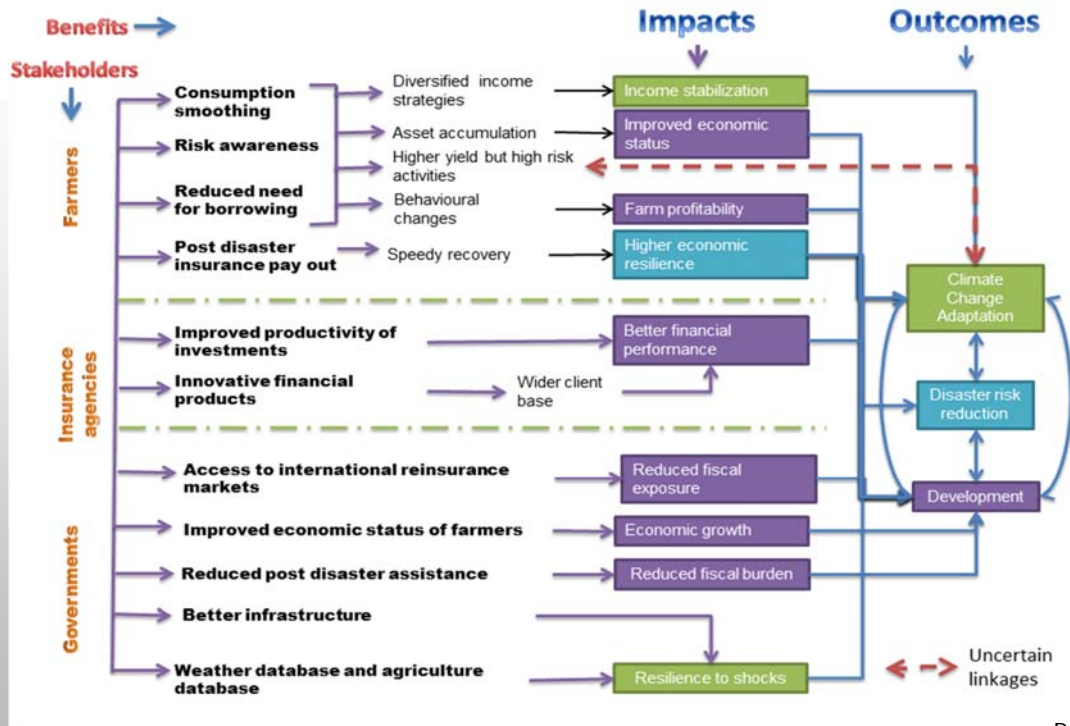 Benefits
Stakeholders
Impacts
Outcomes
Farmers
Consumption
smoothing
Risk awareness
Reduced need
for borrowing
Post disaster
insurance pay out
Diversified income
strategies
Asset accumulation
Higher yield but high risk
activities
Behavioural
changes
Speedy recovery
Income stabilization
Improved economic
status
Farm profitability
Higher economic
resilience
Insurance
agencies
Improved productivity of
investments
Innovative financial
products
Wider client
base
Better financial
performance
Governments
Access to international reinsurance
markets
Improved economic status of farmers
Reduced post disaster assistance
Better infrastructure
Weather database and agriculture
database
Reduced fiscal
exposure
Economic growth
Reduced fiscal burden
Resilience to shocks
Climate
Change
Adaptation
Disaster risk
reduction
Development
Uncertain
linkages